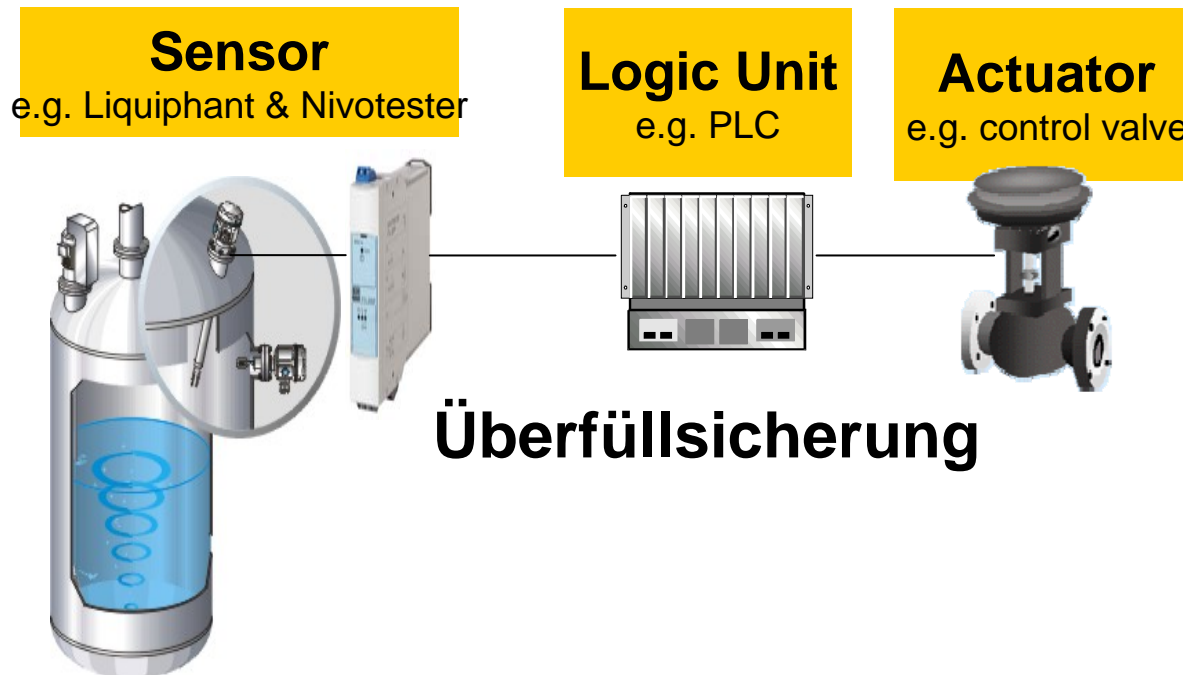 Sensor
e.g. Liquiphant & Nivotester
Logic Unit
e.g. PLC
Actuator
e.g. control valve
Überfüllsicherung